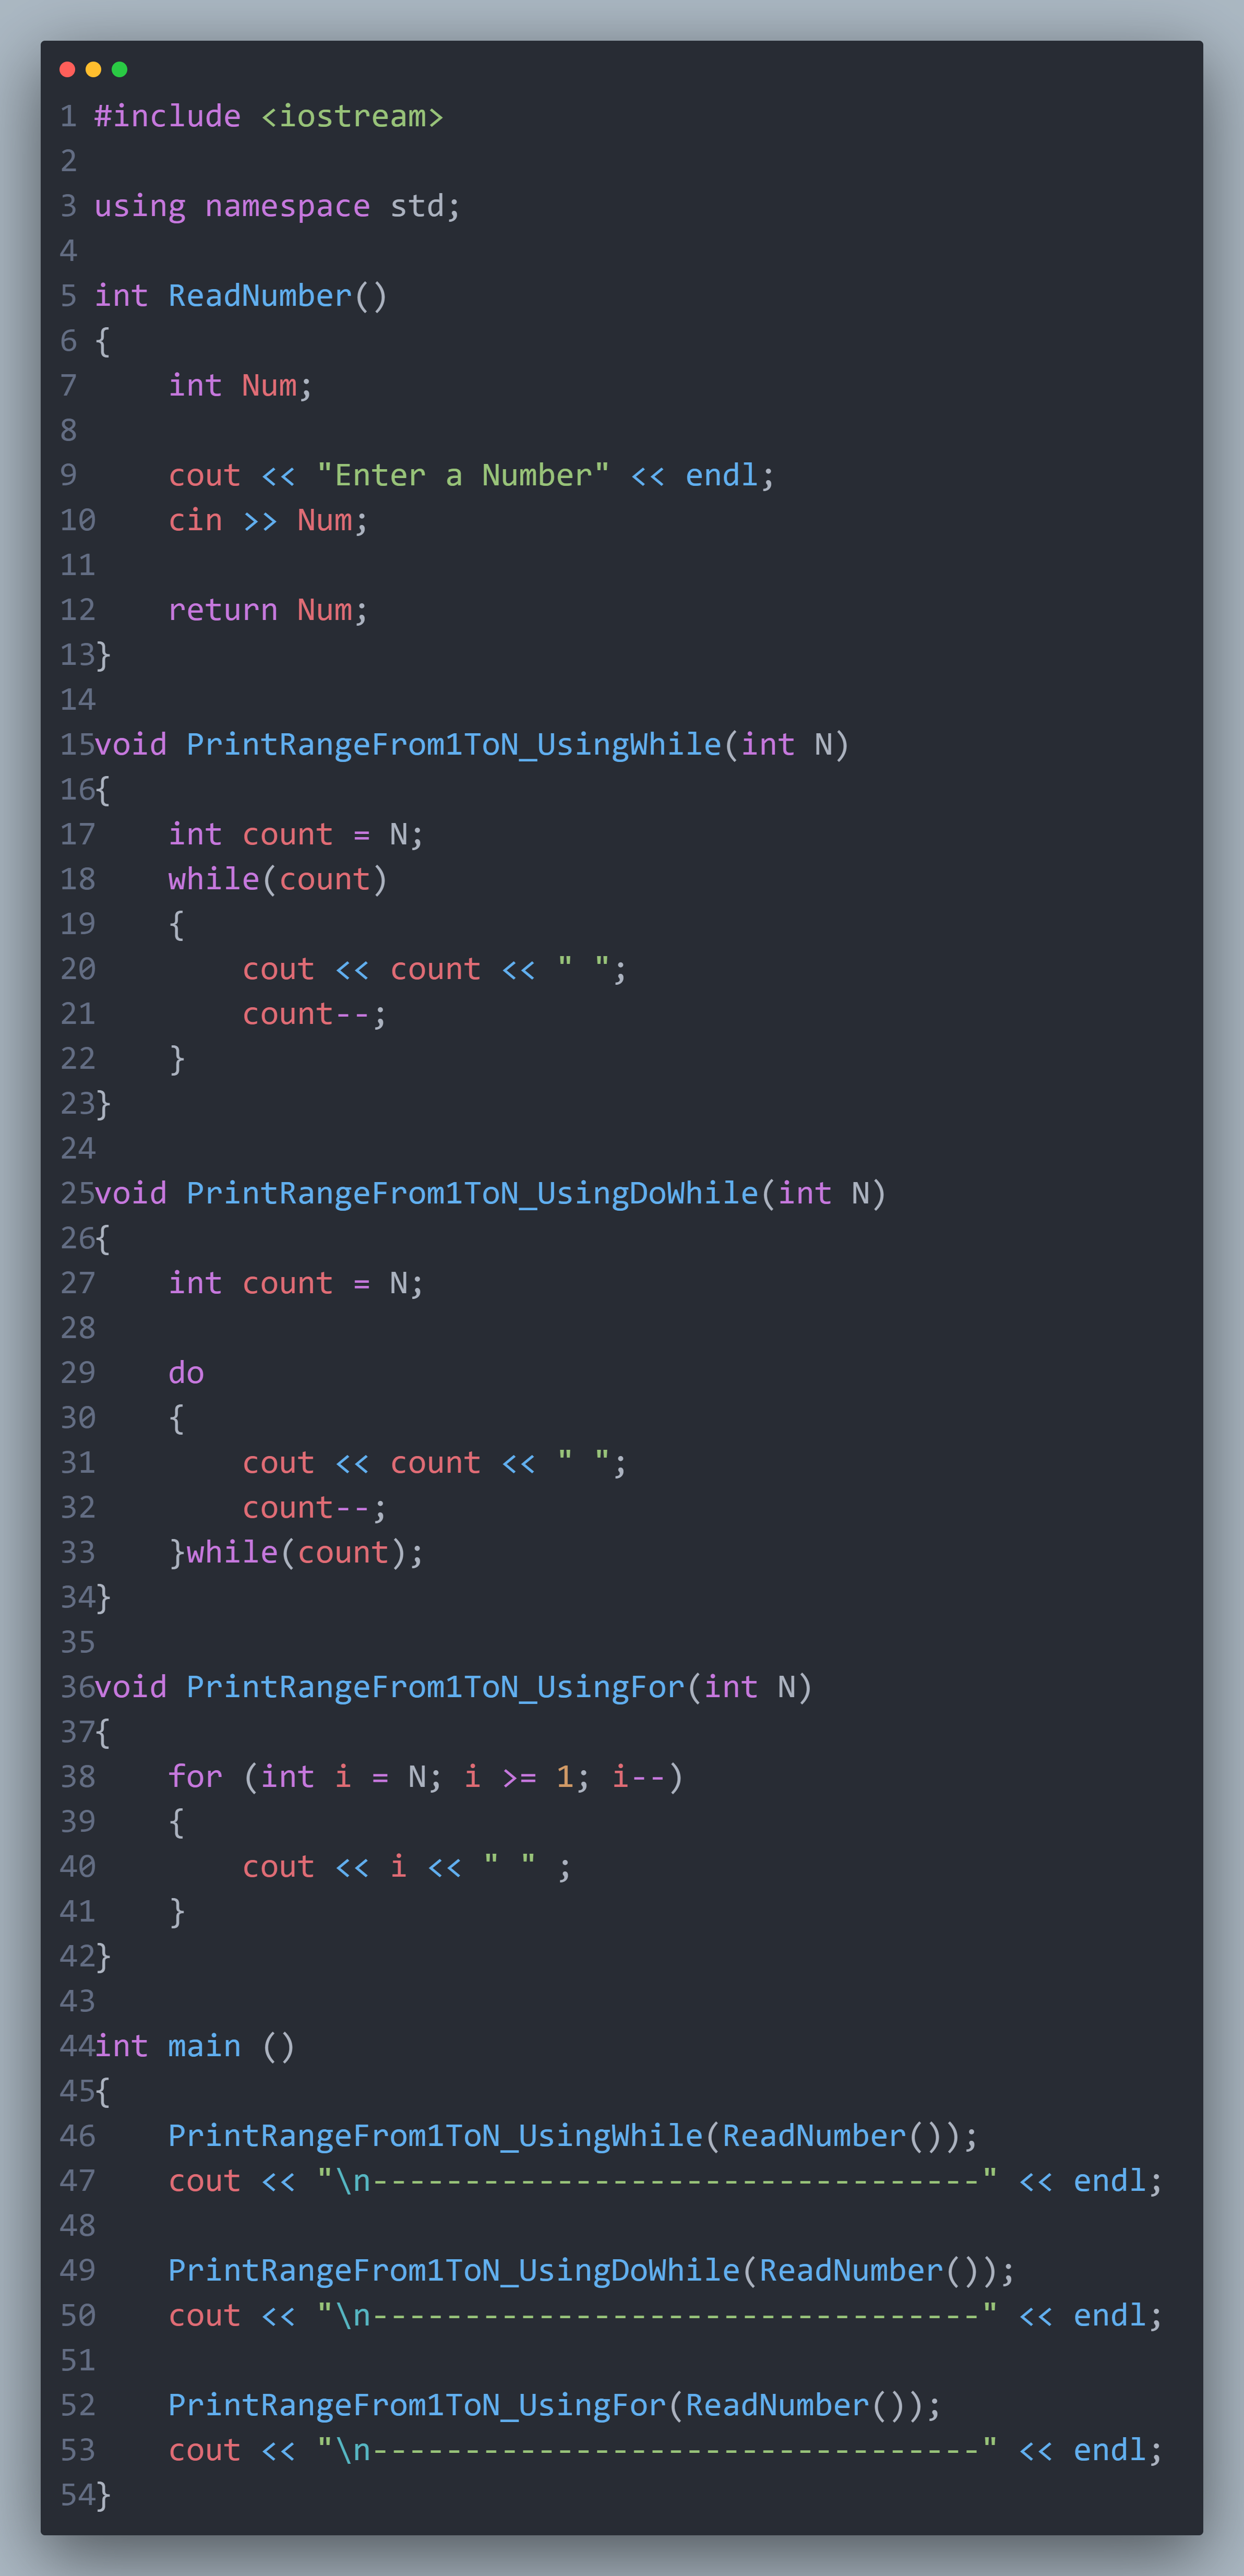 1 #include <iostream>
2
3 using namespace std;
4
5 int ReadNumber()
6 {
7     int Num;
8
9     cout << "Enter a Number" << endl;
10    cin >> Num;
11
12    return Num;
13}
14
15void PrintRangeFrom1ToN_UsingWhile(int N)
16{
17    int count = N;
18    while(count)
19    {
20        cout << count << " ";
21        count--;
22    }
23}
24
25void PrintRangeFrom1ToN_UsingDoWhile(int N)
26{
27    int count = N;
28
29    do
30    {
31        cout << count << " ";
32        count--;
33    }while(count);
34}
35
36void PrintRangeFrom1ToN_UsingFor(int N)
37{
38    for (int i = N; i >= 1; i--)
39    {
40        cout << i << " " ;
41    }
42}
43
44int main ()
45{
46    PrintRangeFrom1ToN_UsingWhile(ReadNumber());
47    cout << "\n---------------------------------" << endl;
48
49    PrintRangeFrom1ToN_UsingDoWhile(ReadNumber());
50    cout << "\n---------------------------------" << endl;
51
52    PrintRangeFrom1ToN_UsingFor(ReadNumber());
53    cout << "\n---------------------------------" << endl;
54}